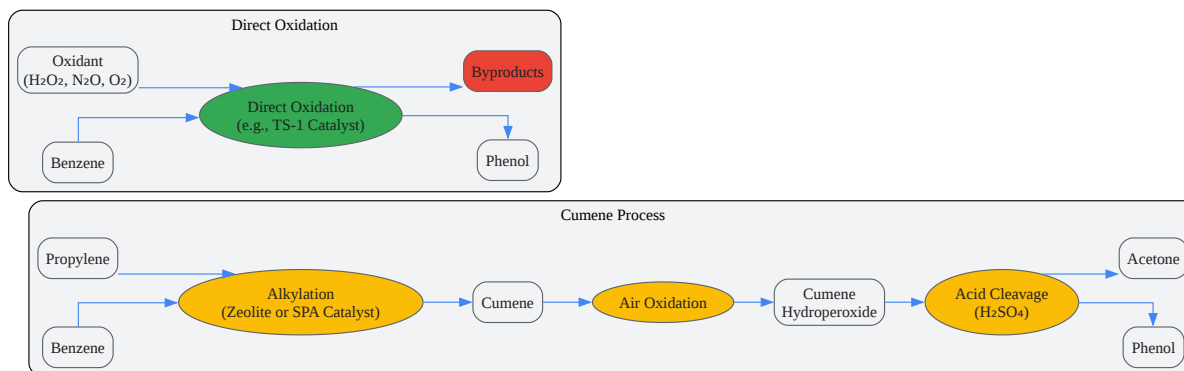 Direct Oxidation
Oxidant
(H₂O₂, N₂O, O₂)
Byproducts
Direct Oxidation
(e.g., TS-1 Catalyst)
Benzene
Phenol
Cumene Process
Propylene
Acetone
Alkylation
(Zeolite or SPA Catalyst)
Cumene
Air Oxidation
Cumene
Hydroperoxide
Acid Cleavage
(H₂SO₄)
Benzene
Phenol